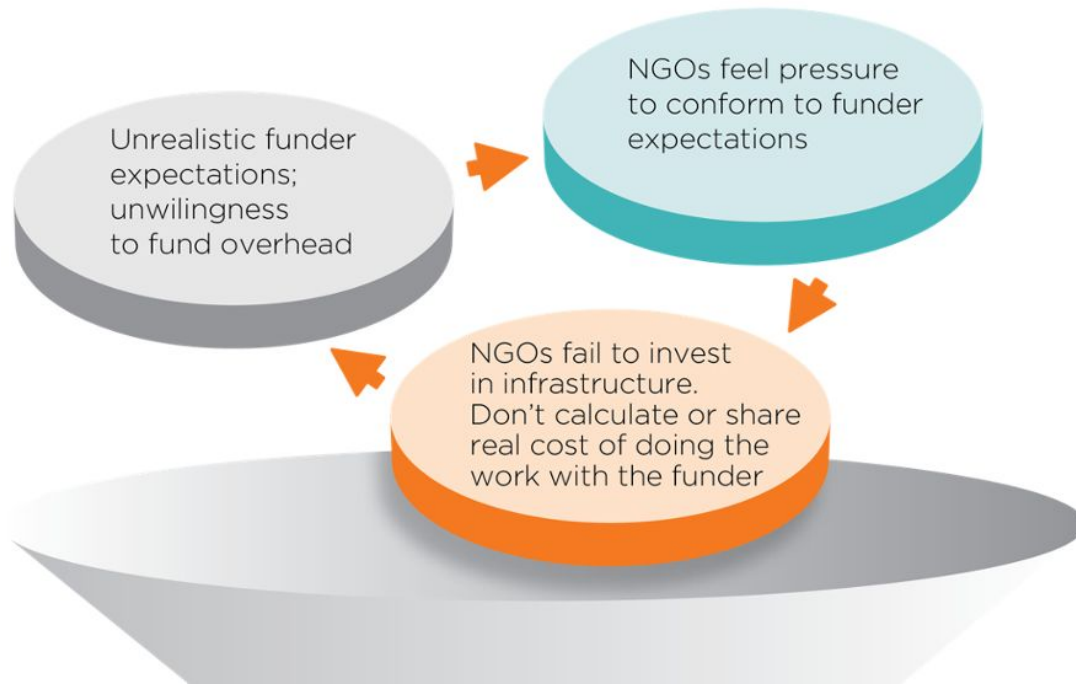 Unrealistic funder
expectations;
unwilingness
to fund overhead
NGOs feel pressure
to conform to funder
expectations
NGOs fail to invest
in infrastructure.
Don't calculate or share
real cost of doing the
work with the funder